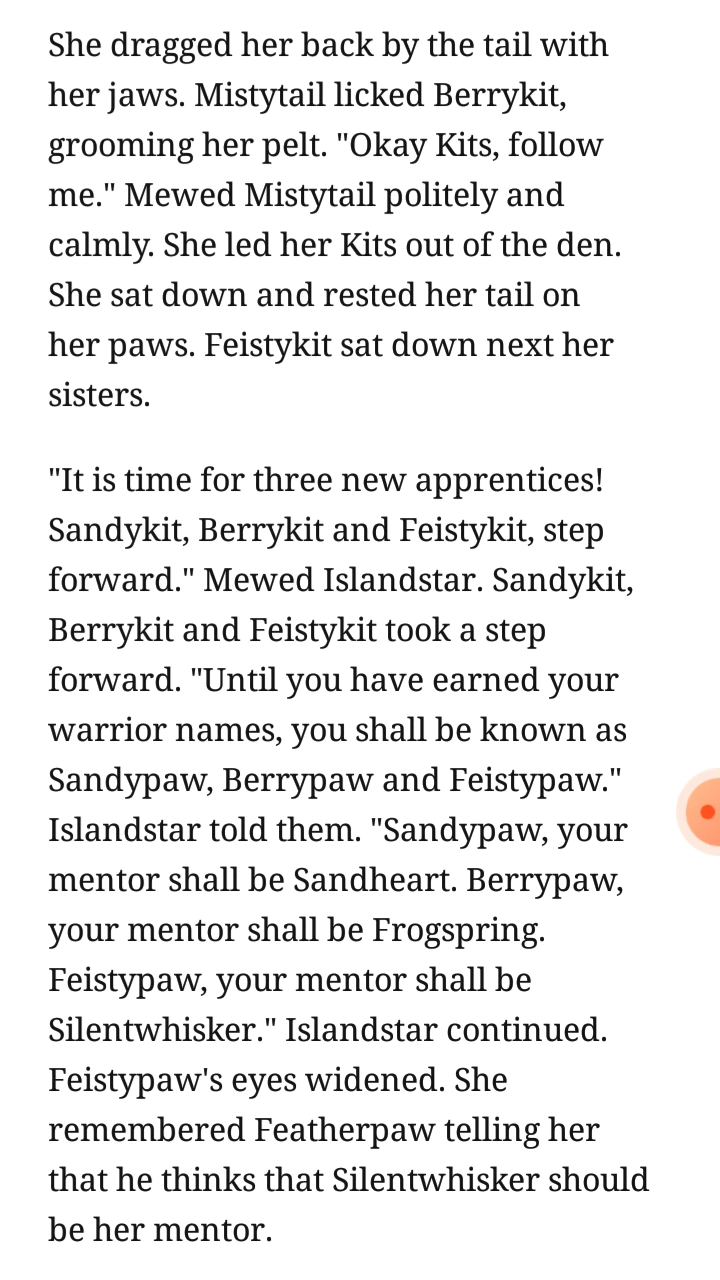 She dragged her back by the tail with
her jaws. Mistytail licked Berrykit,
grooming her pelt. "Okay Kits, follow
me." Mewed Mistytail politely and
calmly. She led her Kits out of the den.
She sat down and rested her tail on
her paws. Feistykit sat down next her
sisters.
"It is time for three new apprentices!
Sandykit, Berrykit and Feistykit, step
forward." Mewed Islandstar. Sandykit,
Berrykit and Feistykit took a step
forward. "Until you have earned your
warrior names, you shall be known as
Sandypaw, Berrypaw and Feistypaw."
Islandstar told them. "Sandypaw, your
mentor shall be Sandheart. Berrypaw,
your mentor shall be Frogspring.
Feistypaw, your mentor shall be
Silentwhisker." Islandstar continued.
Feistypaw's eyes widened. She
remembered Featherpaw telling her
that he thinks that Silentwhisker should
be her mentor.